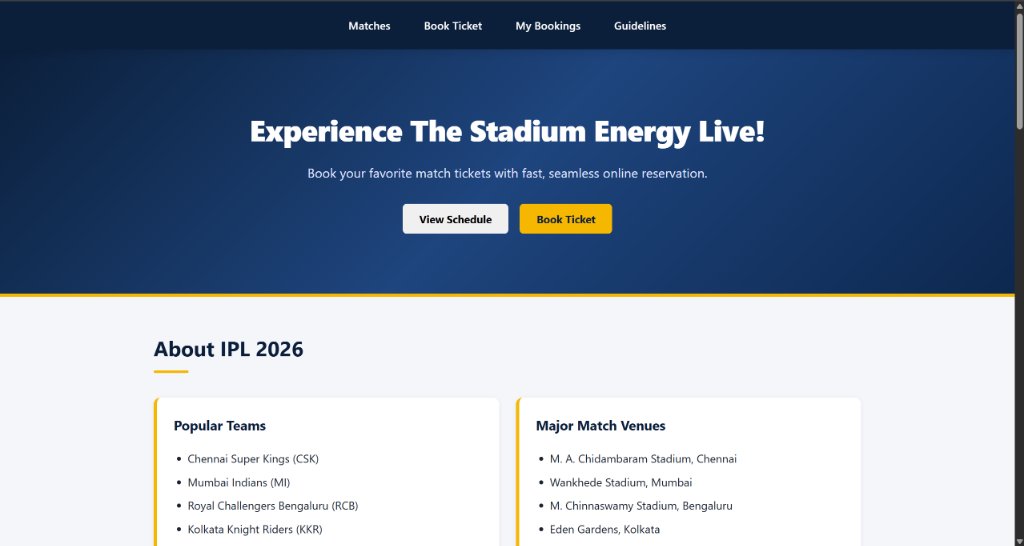 Matches Book Ticket My Bookings Guidelines
Experience The Stadium Energy Live!
Book your favorite match tickets with fast, seamless online reservation.
View Schedule Book Ticket
About IPL 2026
Popular Teams
Chennai Super Kings (CSK)
Mumbai Indians (MI)
Royal Challengers Bengaluru (RCB)
Kolkata Knight Riders (KKR)
Major Match Venues
M. A. Chidambaram Stadium, Chennai
Wankhede Stadium, Mumbai
M. Chinnaswamy Stadium, Bengaluru
Eden Gardens, Kolkata